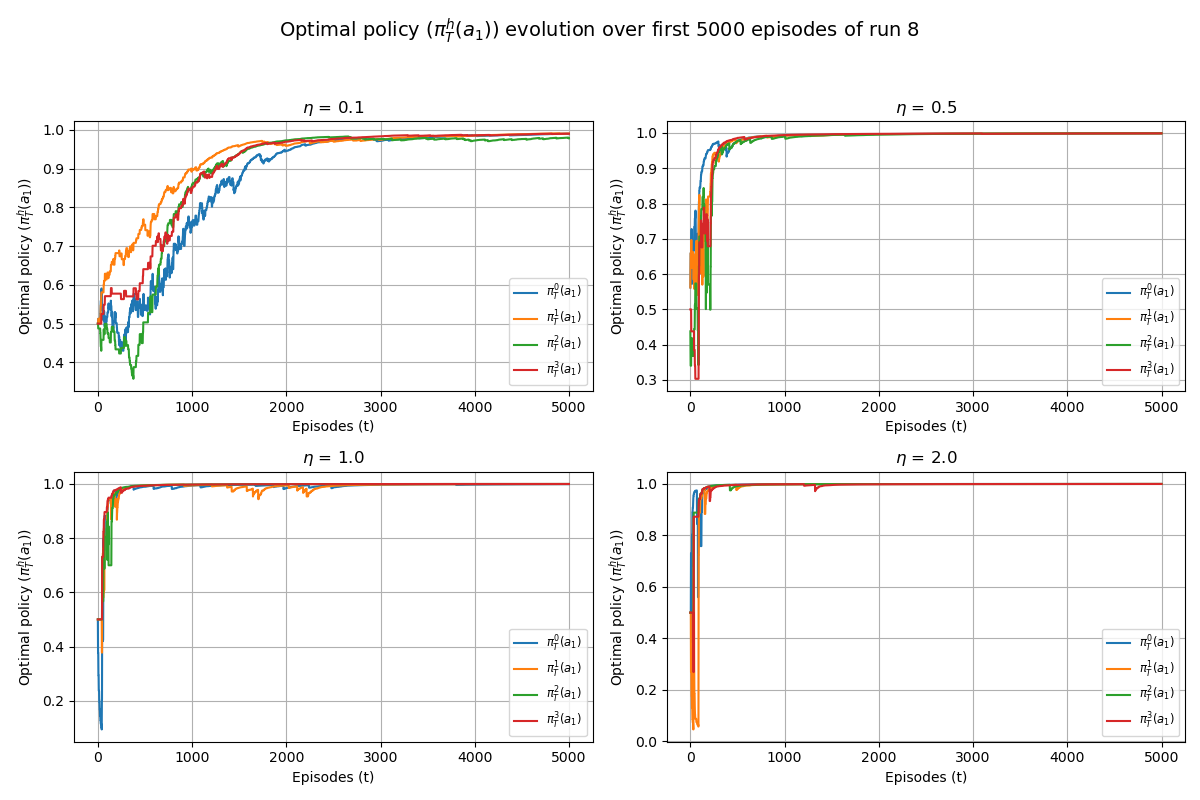 Optimal policy (π_T^h(a_1)) evolution over first 5000 episodes of run 8
η = 0.1
1.0
0.9
0.8
0.7
0.6
0.5
0.4
Optimal policy (π_T^h(a_1))
π_T^0(a_1)
π_T^1(a_1)
π_T^2(a_1)
π_T^3(a_1)
0 1000 2000 3000 4000 5000
Episodes (t)
η = 0.5
1.0
0.9
0.8
0.7
0.6
0.5
0.4
0.3
Optimal policy (π_T^h(a_1))
π_T^0(a_1)
π_T^1(a_1)
π_T^2(a_1)
π_T^3(a_1)
0 1000 2000 3000 4000 5000
Episodes (t)
η = 1.0
1.0
0.8
0.6
0.4
0.2
Optimal policy (π_T^h(a_1))
π_T^0(a_1)
π_T^1(a_1)
π_T^2(a_1)
π_T^3(a_1)
0 1000 2000 3000 4000 5000
Episodes (t)
η = 2.0
1.0
0.8
0.6
0.4
0.2
0.0
Optimal policy (π_T^h(a_1))
π_T^0(a_1)
π_T^1(a_1)
π_T^2(a_1)
π_T^3(a_1)
0 1000 2000 3000 4000 5000
Episodes (t)